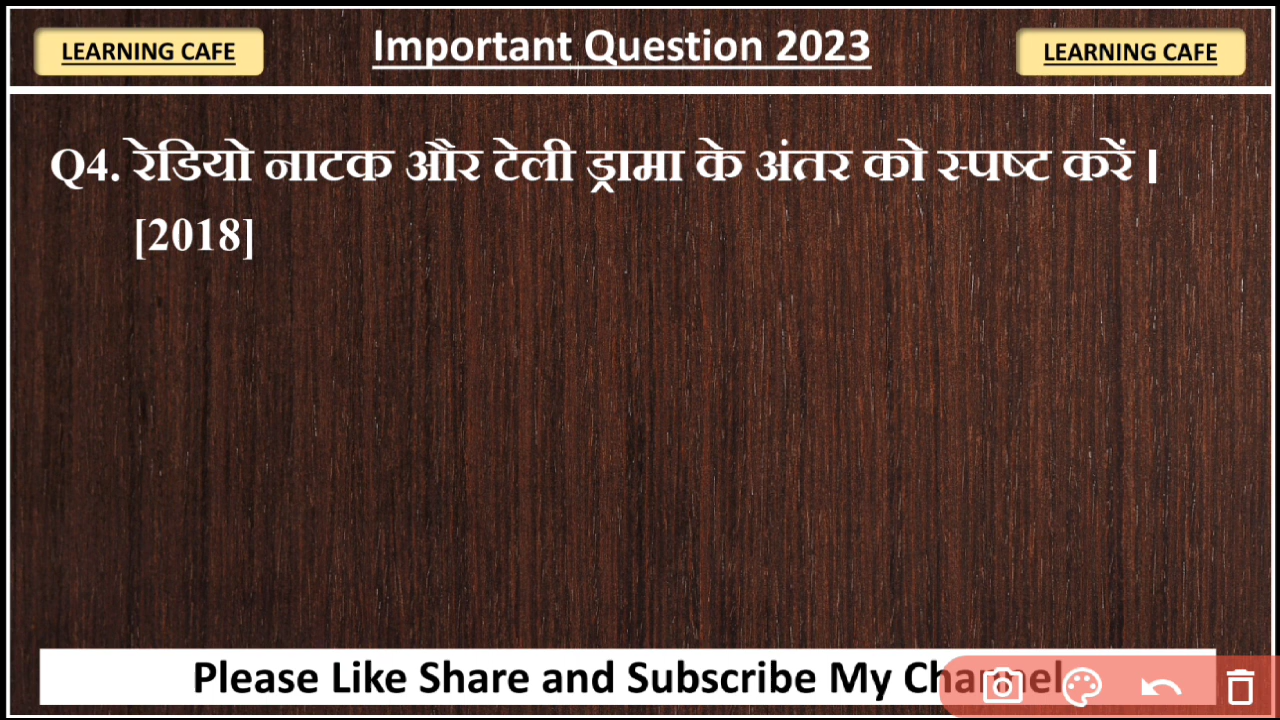 LEARNING CAFE
Important Question 2023
LEARNING CAFE
Q4. रेडियो नाटक और टेली ड्रामा के अंतर को स्पष्ट करें।
[2018]
Please Like Share and Subscribe My Channel